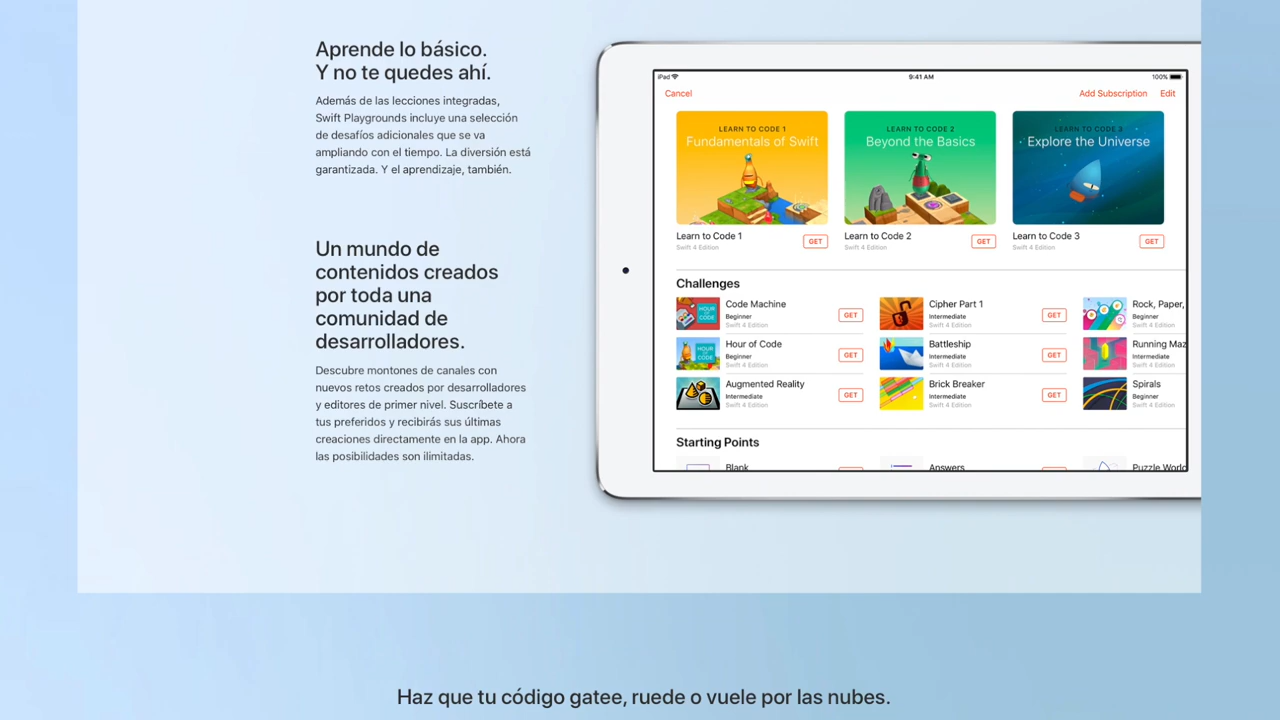 Aprende lo básico.
Y no te quedes ahí.
Además de las lecciones integradas,
Swift Playgrounds incluye una selección
de desafíos adicionales que se va
ampliando con el tiempo. La diversión está
garantizada. Y el aprendizaje, también.
Un mundo de
contenidos creados
por toda una
comunidad de
desarrolladores.
Descubre montones de canales con
nuevos retos creados por desarrolladores
y editores de primer nivel. Suscríbete a
tus preferidos y recibirás sus últimas
creaciones directamente en la app. Ahora
las posibilidades son ilimitadas.
iPad 9:41 AM 100%
Cancel Add Subscription Edit
LEARN TO CODE 1
Fundamentals of Swift
LEARN TO CODE 2
Beyond the Basics
LEARN TO CODE 3
Explore the Universe
Learn to Code 1
Swift 4 Edition
GET
Learn to Code 2
Swift 4 Edition
GET
Learn to Code 3
Swift 4 Edition
GET
Challenges
HOUR OF CODE
Code Machine
Beginner
Swift 4 Edition
GET
Cipher Part 1
Intermediate
Swift 4 Edition
GET
Rock, Paper,
Beginner
Swift 4 Edition
HOUR OF CODE
Hour of Code
Beginner
Swift 4 Edition
GET
Battleship
Intermediate
Swift 4 Edition
GET
Running Maz
Intermediate
Swift 4 Edition
Augmented Reality
Intermediate
Swift 4 Edition
GET
Brick Breaker
Intermediate
Swift 4 Edition
GET
Spirals
Beginner
Swift 4 Edition
Starting Points
Blank
Answers
Puzzle World
Haz que tu código gatee, ruede o vuele por las nubes.